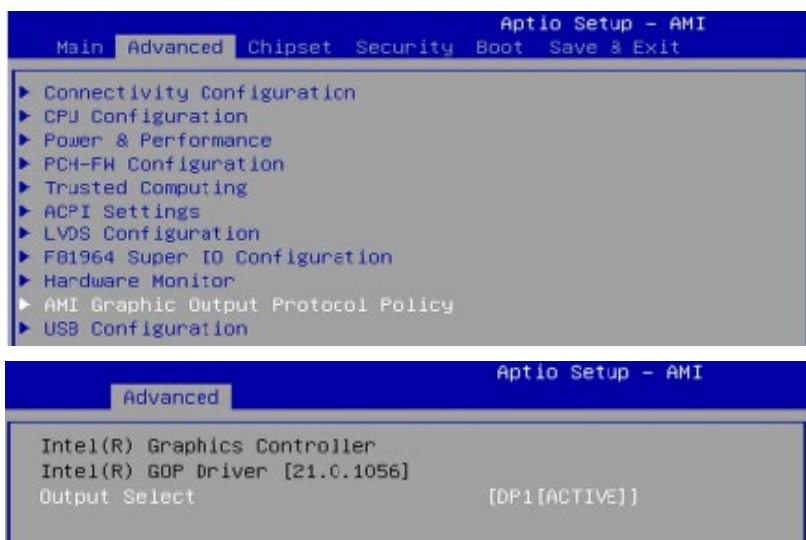 Aptio Setup – AMI
Main Advanced Chipset Security Boot Save & Exit
Connectivity Configuration
CPU Configuration
Power & Performance
PCH-FW Configuration
Trusted Computing
ACPI Settings
LVDS Configuration
F81964 Super IO Configuration
Hardware Monitor
AMI Graphic Output Protocol Policy
USB Configuration
Aptio Setup – AMI
Advanced
Intel(R) Graphics Controller
Intel(R) GOP Driver [21.0.1056]
Output Select [DP1[ACTIVE]]